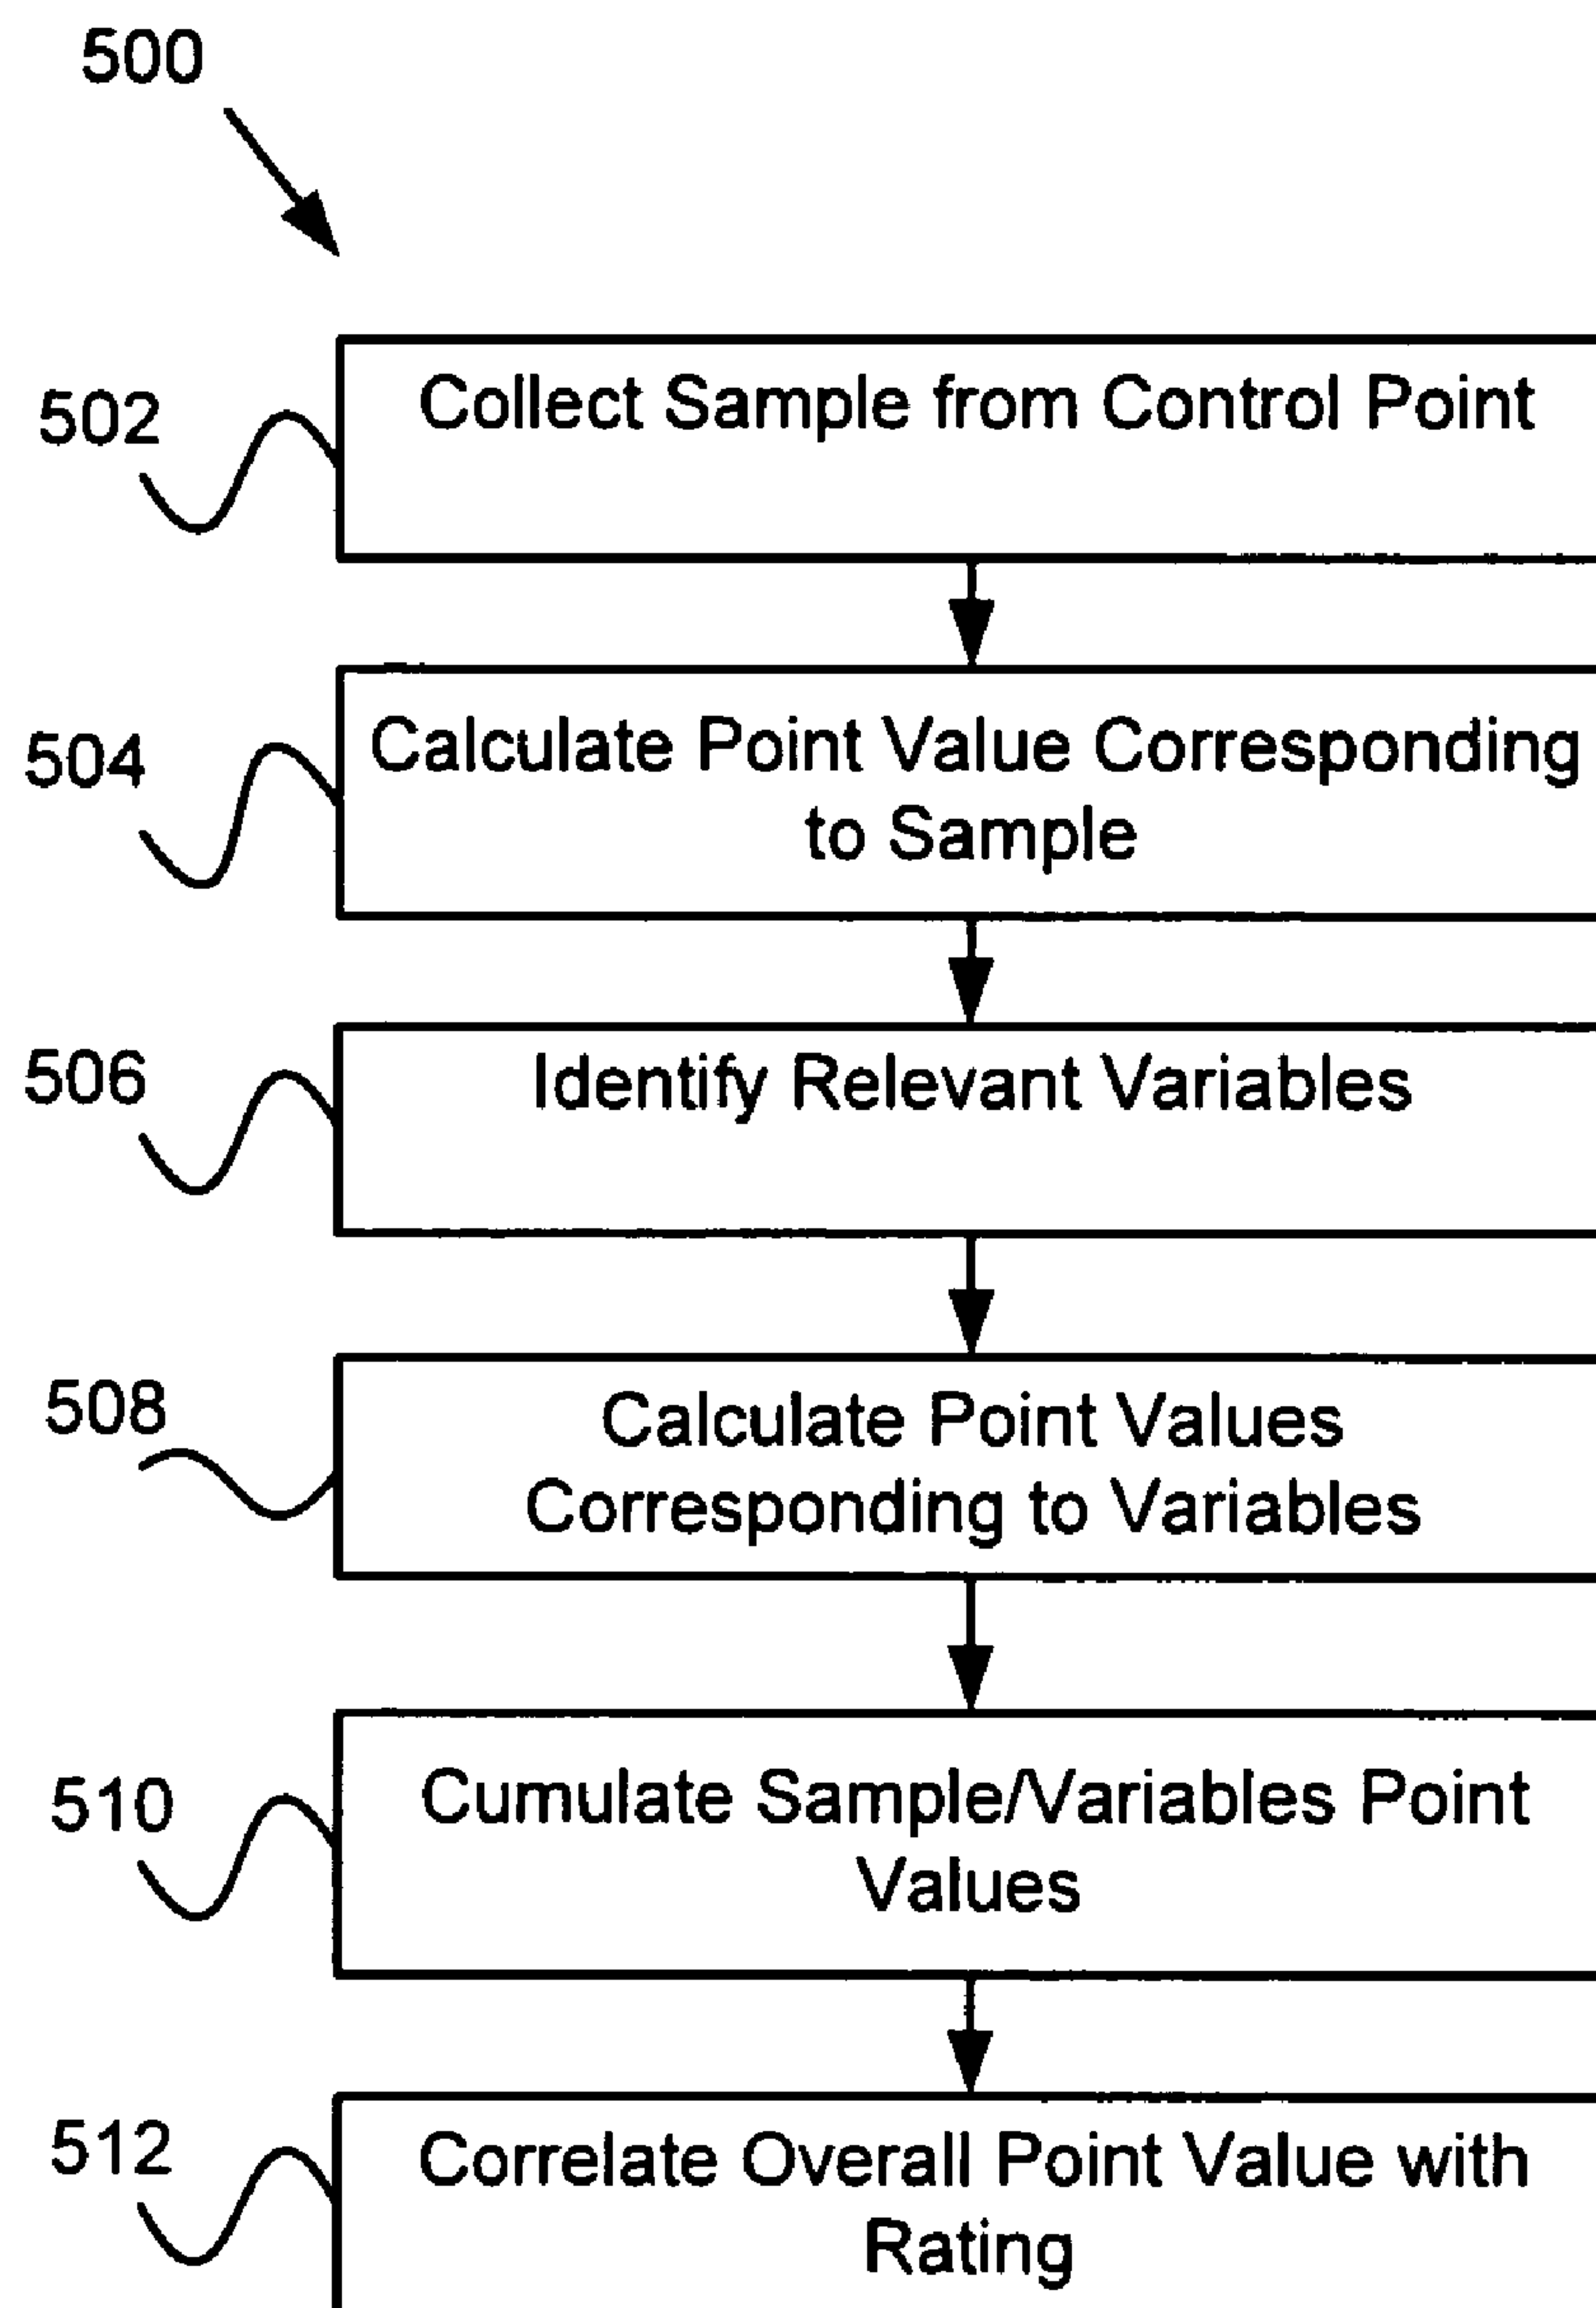 500
502
Collect Sample from Control Point
504
Calculate Point Value Corresponding
to Sample
506
Identify Relevant Variables
508
Calculate Point Values
Corresponding to Variables
510
Cumulate Sample/Variables Point
Values
512
Correlate Overall Point Value with
Rating